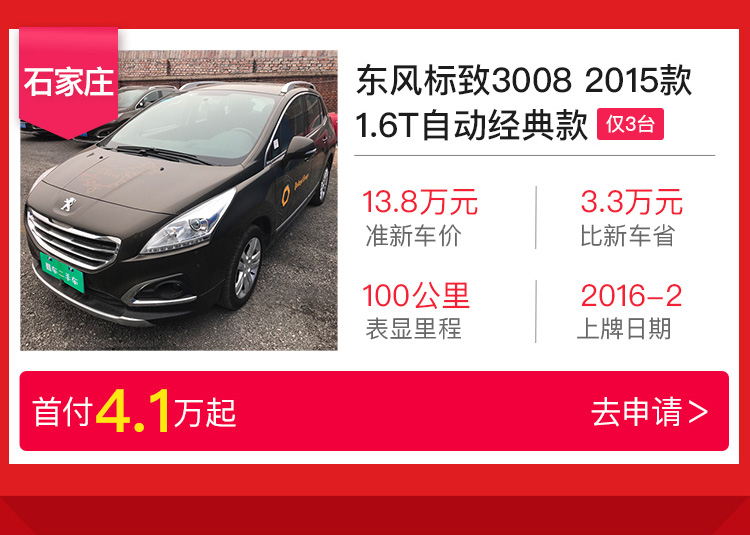 石家庄
东风标致3008 2015款
1.6T自动经典款 仅3台
13.8万元
准新车价
3.3万元
比新车省
100公里
表显里程
2016-2
上牌日期
首付4.1万起
去申请>